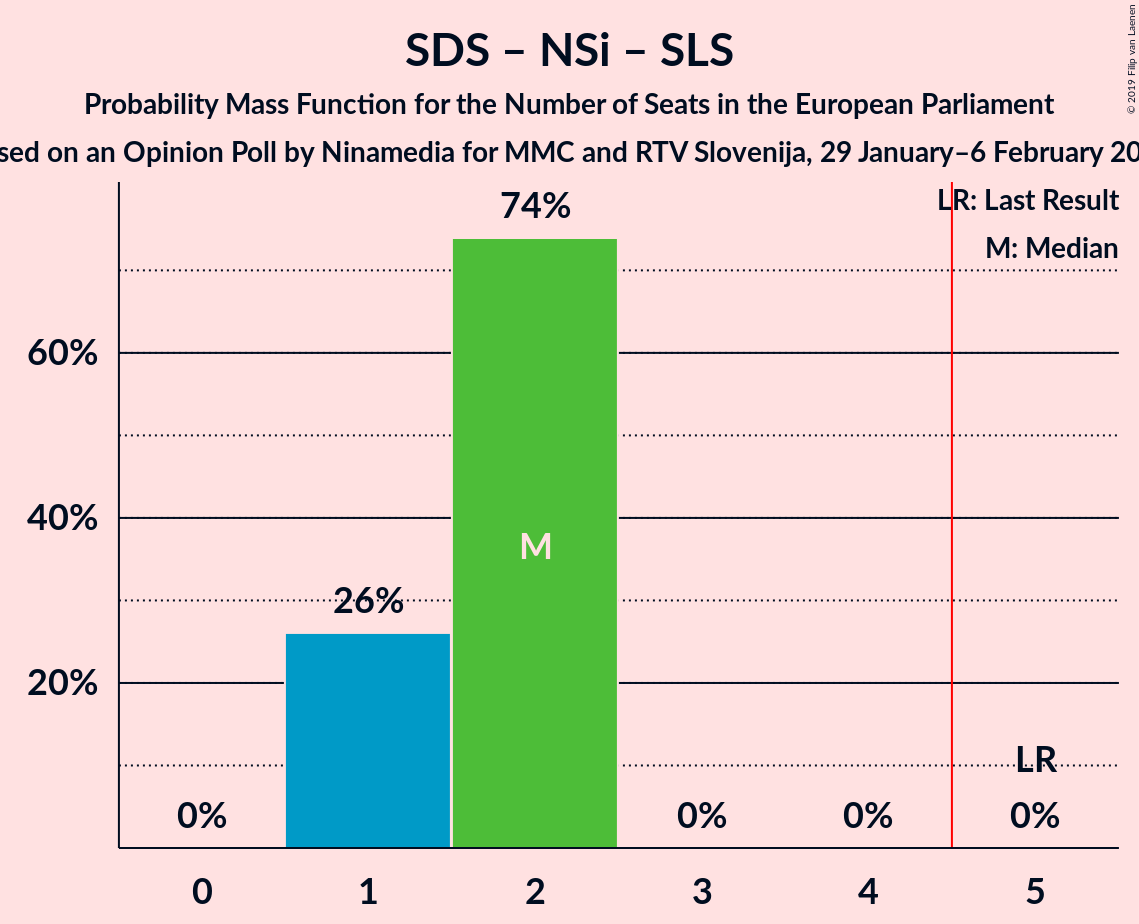 SDS – NSi – SLS
Probability Mass Function for the Number of Seats in the European Parliament
on an Opinion Poll by Ninamedia for MMC and RTV Slovenija, 29 January–6 February
© 2019 Filip van Laenen
LR: Last Result
M: Median
74%
60%
40%
M
26%
20%
LR
0%
0%
0%
0%
0 1 2 3 4 5